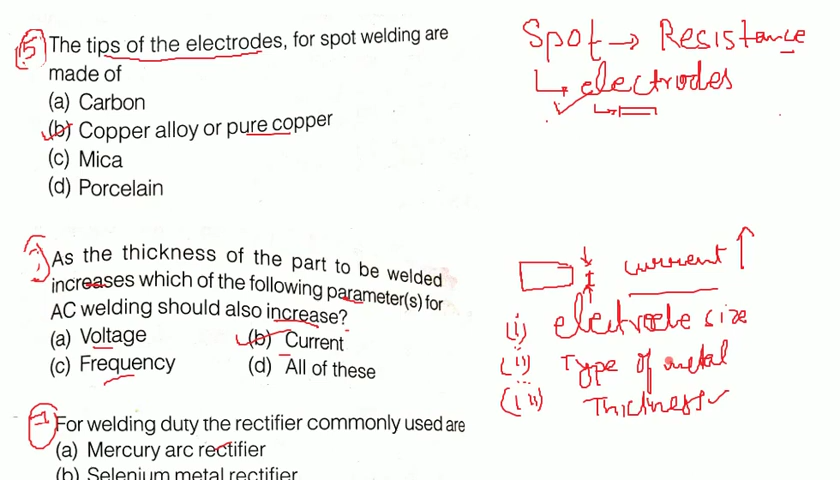 5 The tips of the electrodes, for spot welding are
made of
(a) Carbon
(b) Copper alloy or pure copper
(c) Mica
(d) Porcelain
Spot → Resistance
↳ electrodes
As the thickness of the part to be welded
increases which of the following parameter(s) for
AC welding should also increase?
(a) Voltage
(b) Current
(c) Frequency
(d) All of these
current ↑
(i) electrode size
(ii) Type of metal
(iii) Thickness
For welding duty the rectifier commonly used are
(a) Mercury arc rectifier
(b) Selenium metal rectifier